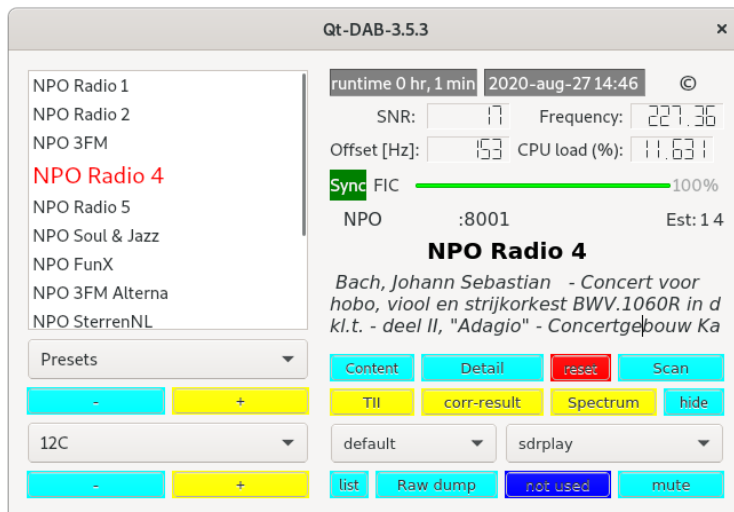 Qt-DAB-3.5.3 ×
NPO Radio 1
NPO Radio 2
NPO 3FM
NPO Radio 4
NPO Radio 5
NPO Soul & Jazz
NPO FunX
NPO 3FM Alterna
NPO SterrenNL
Presets
- +
12C
- +
runtime 0 hr, 1 min 2020-aug-27 14:46 ©
SNR: 17 Frequency: 227.36
Offset [Hz]: 153 CPU load (%): 11.631
Sync FIC 100%
NPO :8001 Est: 1 4
NPO Radio 4
Bach, Johann Sebastian - Concert voor
hobo, viool en strijkorkest BWV.1060R in d
kl.t. - deel II, "Adagio" - Concertgebouw Ka
Content Detail reset Scan
TII corr-result Spectrum hide
default sdrplay
list Raw dump not used mute